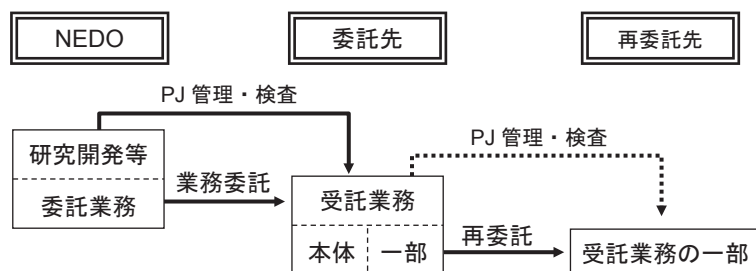 NEDO
委託先
再委託先
PJ 管理・検査
PJ 管理・検査
研究開発等
委託業務
業務委託
受託業務
本体
一部
再委託
受託業務の一部